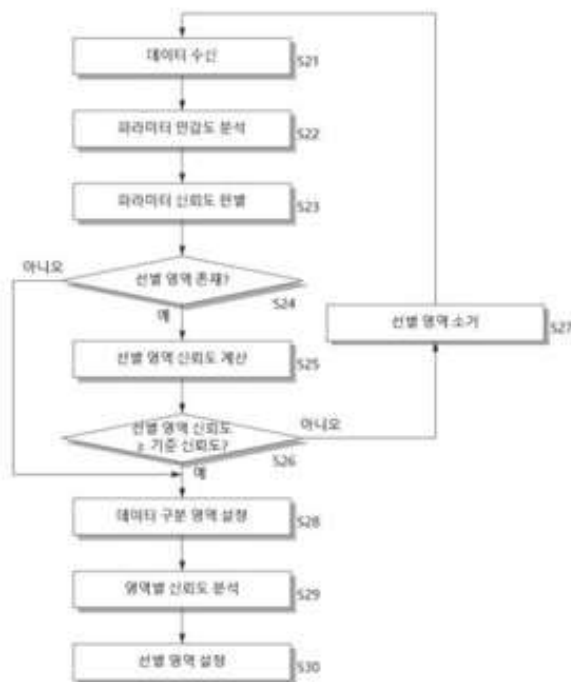 데이터 수신
S21
파라미터 민감도 분석
S22
파라미터 신뢰도 판별
S23
아니오
선별 영역 존재?
S24
예
선별 영역 소거
S27
선별 영역 신뢰도 계산
S25
선별 영역 신뢰도
≥ 기준 신뢰도?
아니오
S26
예
데이터 구분 영역 설정
S28
영역별 신뢰도 분석
S29
선별 영역 설정
S30